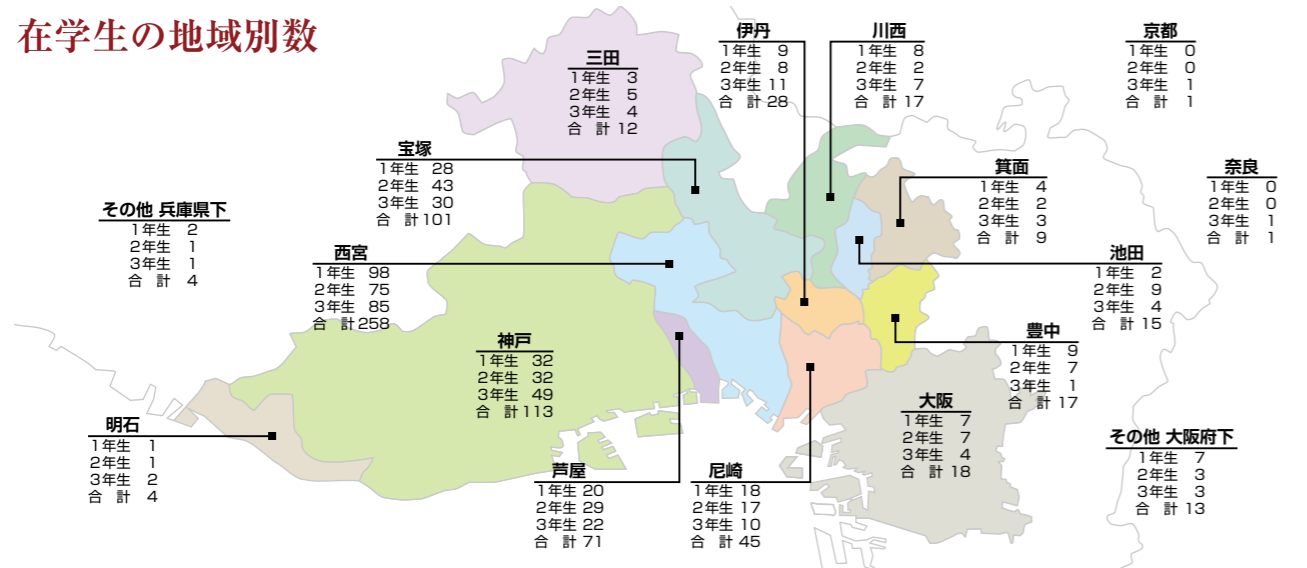 在学生の地域別数
三田
1年生 3
2年生 5
3年生 4
合 計 12
伊丹
1年生 9
2年生 8
3年生 11
合 計 28
川西
1年生 8
2年生 2
3年生 7
合 計 17
京都
1年生 0
2年生 0
3年生 1
合 計 1
宝塚
1年生 28
2年生 43
3年生 30
合 計 101
箕面
1年生 4
2年生 2
3年生 3
合 計 9
奈良
1年生 0
2年生 0
3年生 1
合 計 1
その他 兵庫県下
1年生 2
2年生 1
3年生 1
合 計 4
西宮
1年生 98
2年生 75
3年生 85
合 計 258
池田
1年生 2
2年生 9
3年生 4
合 計 15
神戸
1年生 32
2年生 32
3年生 49
合 計 113
豊中
1年生 9
2年生 7
3年生 1
合 計 17
大阪
1年生 7
2年生 7
3年生 4
合 計 18
明石
1年生 1
2年生 1
3年生 2
合 計 4
その他 大阪府下
1年生 7
2年生 3
3年生 3
合 計 13
芦屋
1年生 20
2年生 29
3年生 22
合 計 71
尼崎
1年生 18
2年生 17
3年生 10
合 計 45